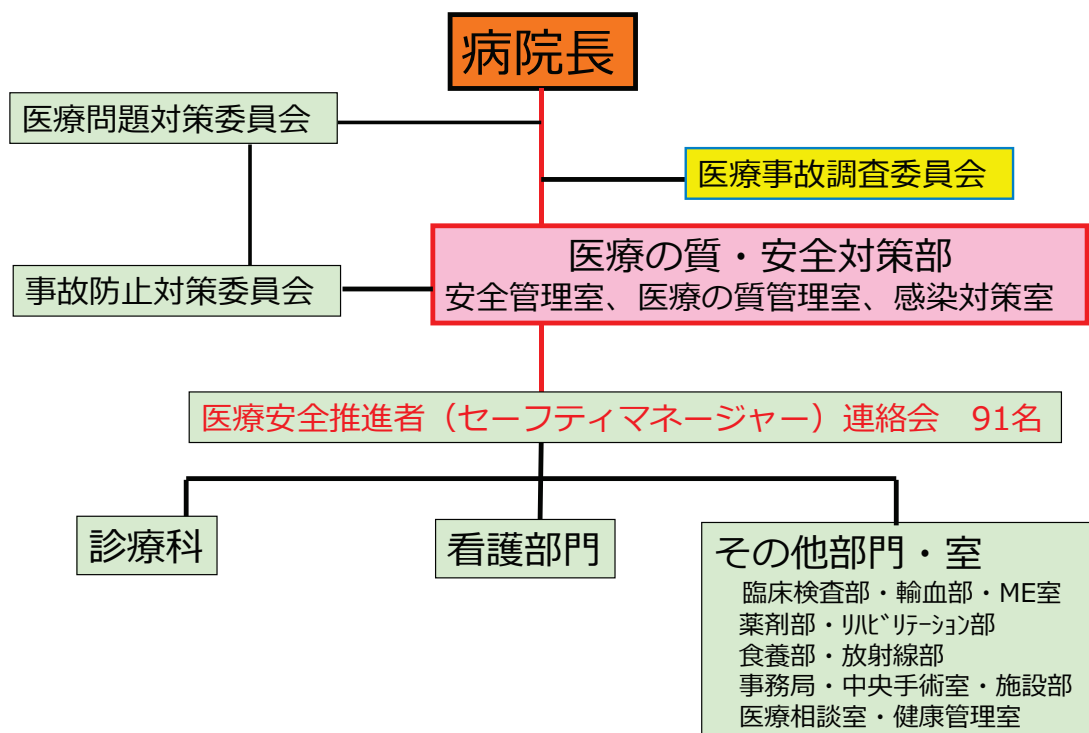 病院長
医療問題対策委員会
医療事故調査委員会
医療の質・安全対策部
安全管理室、医療の質管理室、感染対策室
事故防止対策委員会
医療安全推進者（セーフティマネージャー）連絡会　91名
診療科
看護部門
その他部門・室
臨床検査部・輸血部・ME室
薬剤部・ﾘﾊﾋﾞﾘﾃｰｼｮﾝ部
食養部・放射線部
事務局・中央手術室・施設部
医療相談室・健康管理室